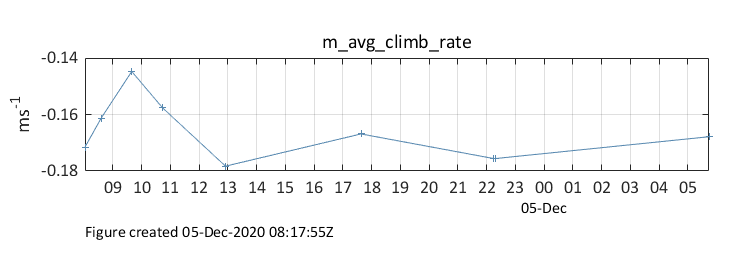 m_avg_climb_rate
-0.14
-0.16
-0.18
ms-1
09 10 11 12 13 14 15 16 17 18 19 20 21 22 23 00 01 02 03 04 05
05-Dec
Figure created 05-Dec-2020 08:17:55Z